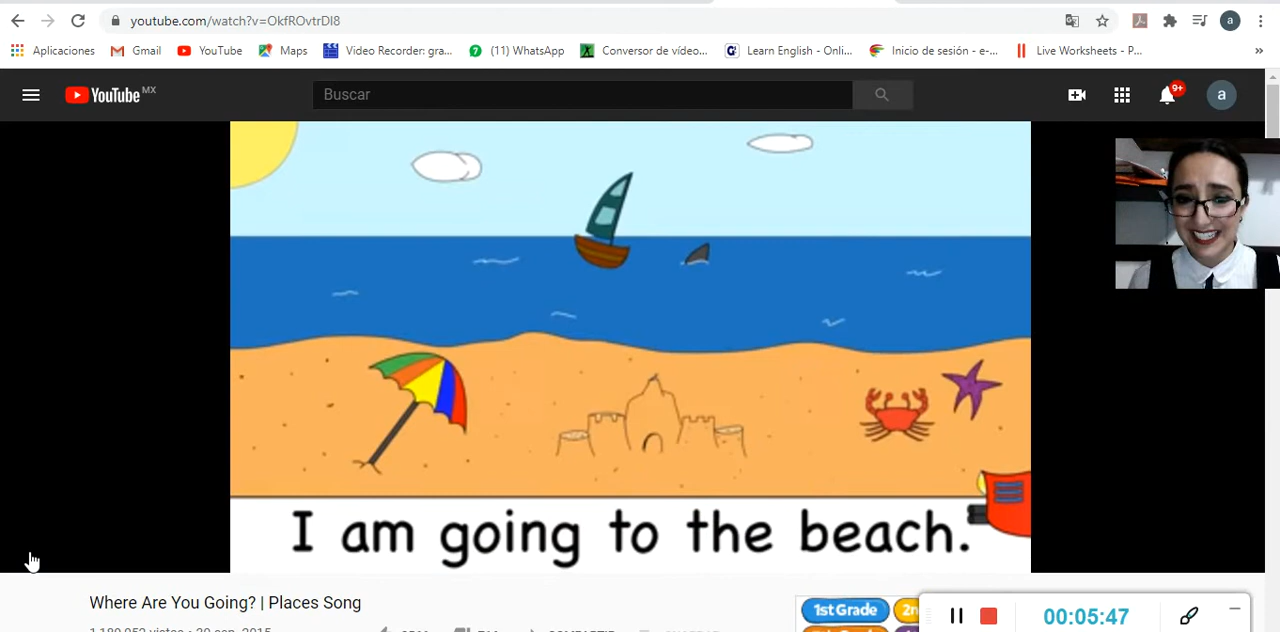 youtube.com/watch?v=OkfROvtrDI8
a
Aplicaciones Gmail YouTube Maps Video Recorder: gra... (11) WhatsApp Conversor de vídeo... Learn English - Onli... Inicio de sesión - e-... Live Worksheets - P... »
YouTube MX Buscar 9+ a
I am going to the beach.
Where Are You Going? | Places Song
1st Grade
00:05:47